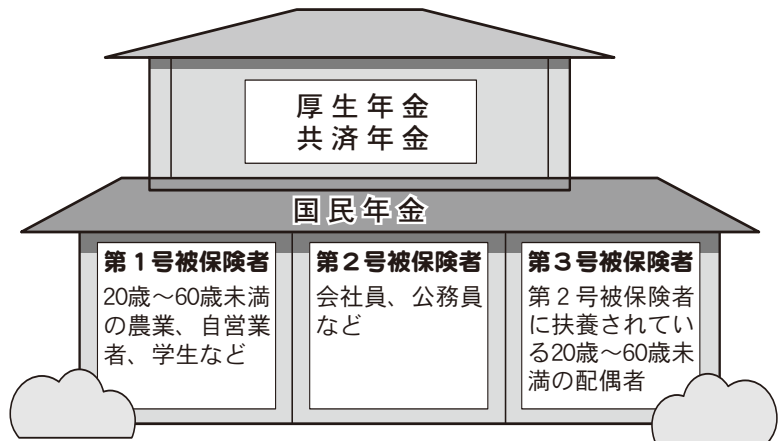 厚生年金
共済年金
国民年金
第1号被保険者
20歳～60歳未満
の農業、自営業
者、学生など
第2号被保険者
会社員、公務員
など
第3号被保険者
第2号被保険者
に扶養されてい
る20歳～60歳未
満の配偶者